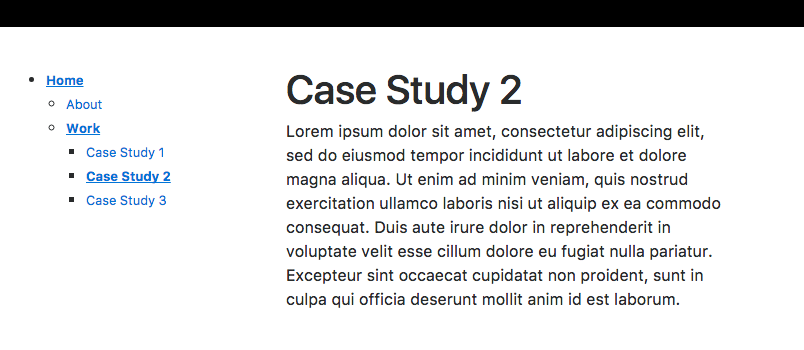 Home
About
Work
Case Study 1
Case Study 2
Case Study 3
Case Study 2
Lorem ipsum dolor sit amet, consectetur adipiscing elit,
sed do eiusmod tempor incididunt ut labore et dolore
magna aliqua. Ut enim ad minim veniam, quis nostrud
exercitation ullamco laboris nisi ut aliquip ex ea commodo
consequat. Duis aute irure dolor in reprehenderit in
voluptate velit esse cillum dolore eu fugiat nulla pariatur.
Excepteur sint occaecat cupidatat non proident, sunt in
culpa qui officia deserunt mollit anim id est laborum.